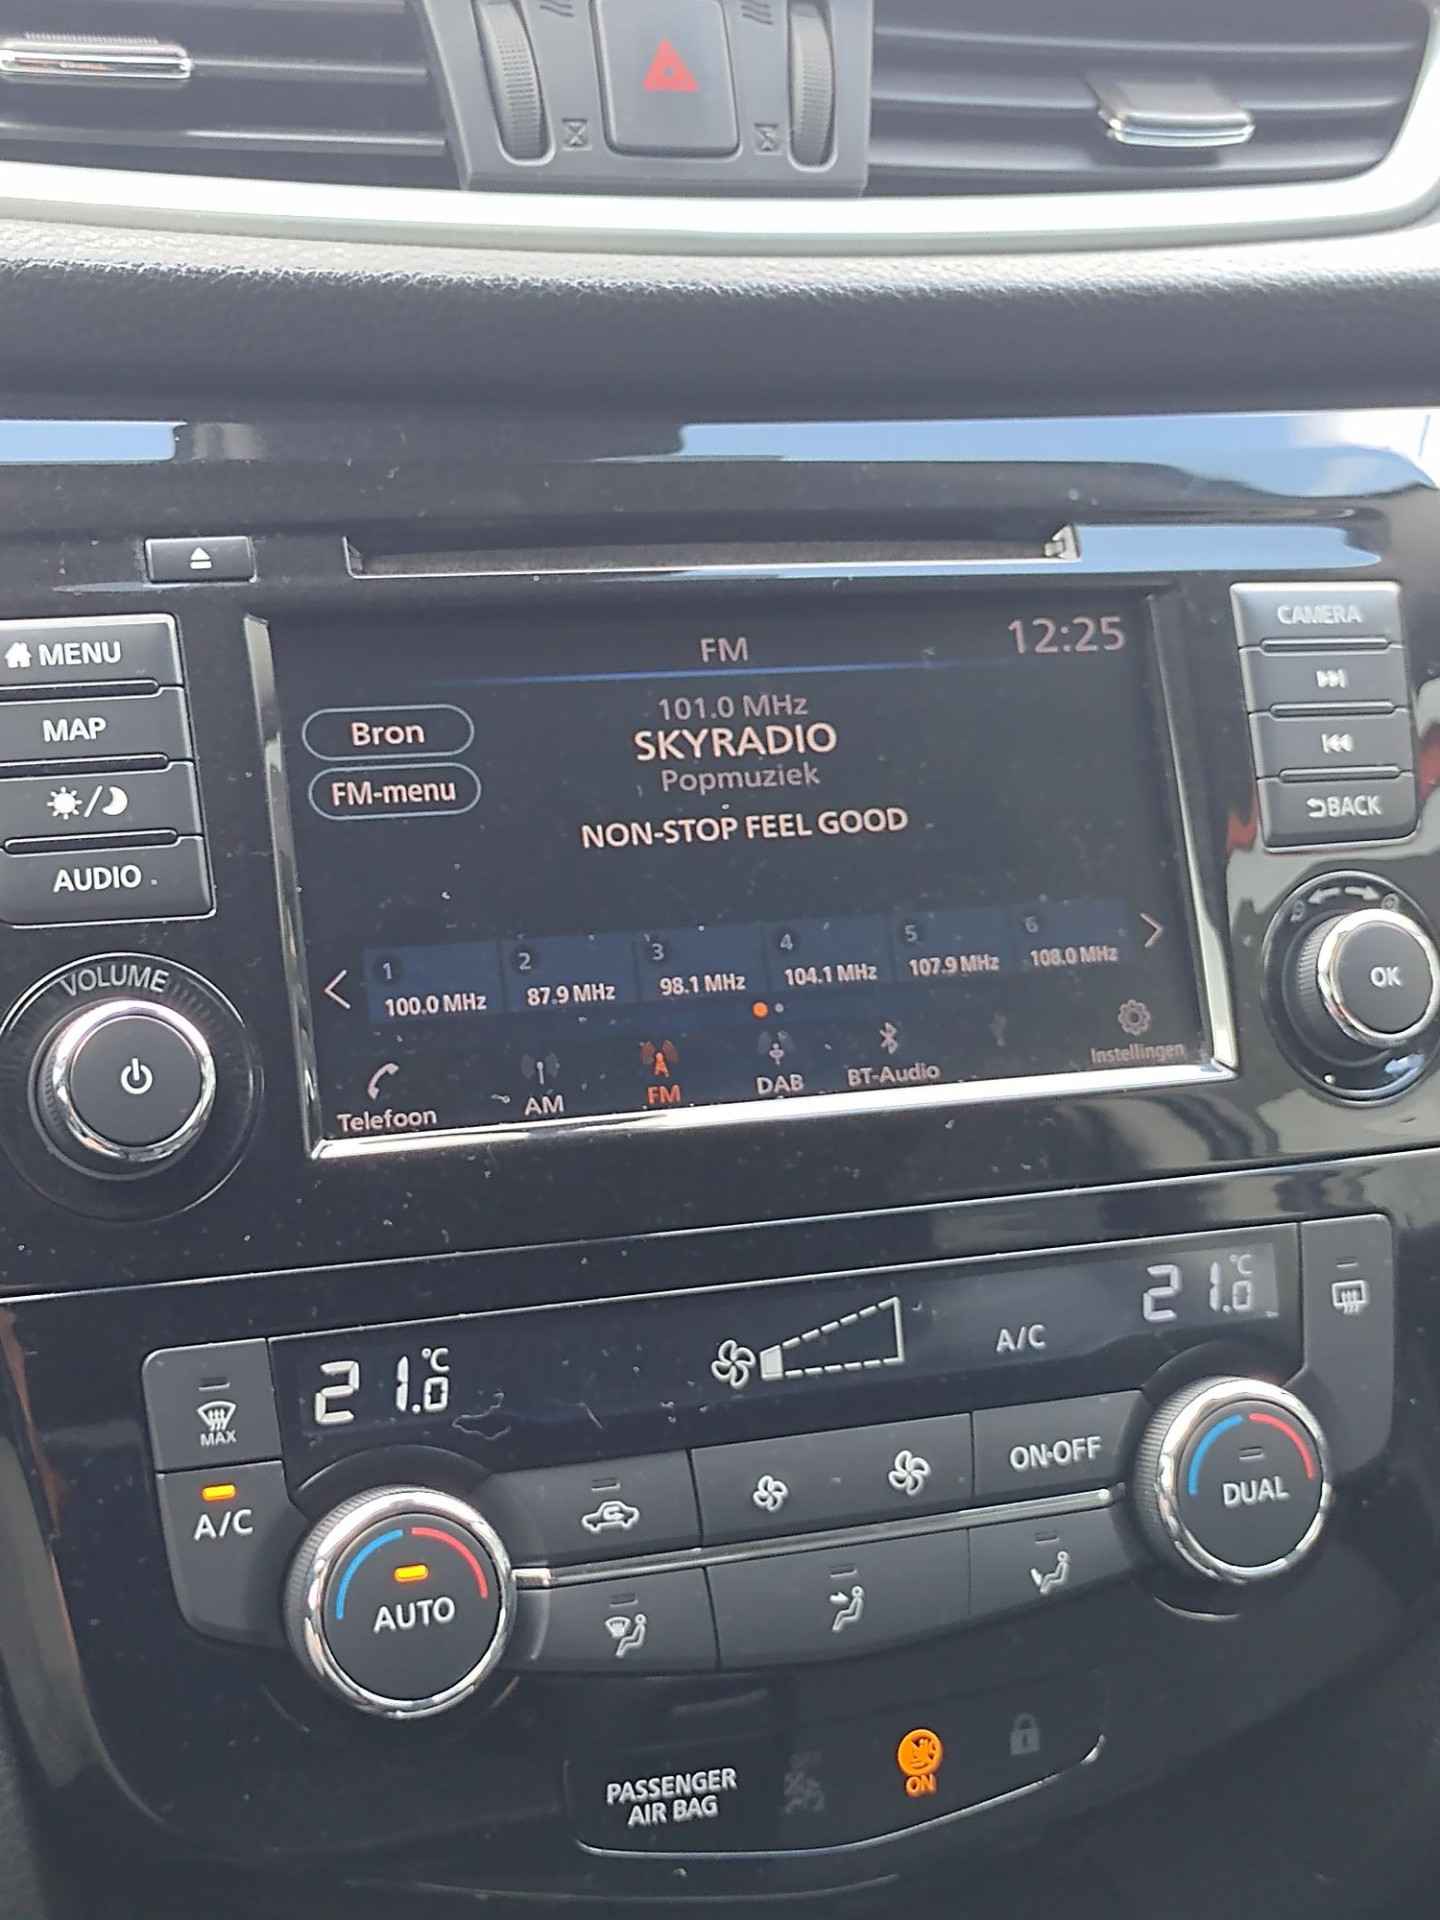 CAMERA
MENU
MAP
AUDIO
BACK
VOLUME
OK
FM
12:25
Bron
FM-menu
101.0 MHz
SKYRADIO
Popmuziek
NON-STOP FEEL GOOD
1
100.0 MHz
2
87.9 MHz
3
98.1 MHz
4
104.1 MHz
5
107.9 MHz
6
108.0 MHz
Telefoon
AM
FM
DAB
BT-Audio
Instellingen
21.0 °C
A/C
21.0 °C
MAX
A/C
AUTO
ON·OFF
DUAL
PASSENGER
AIR BAG
ON